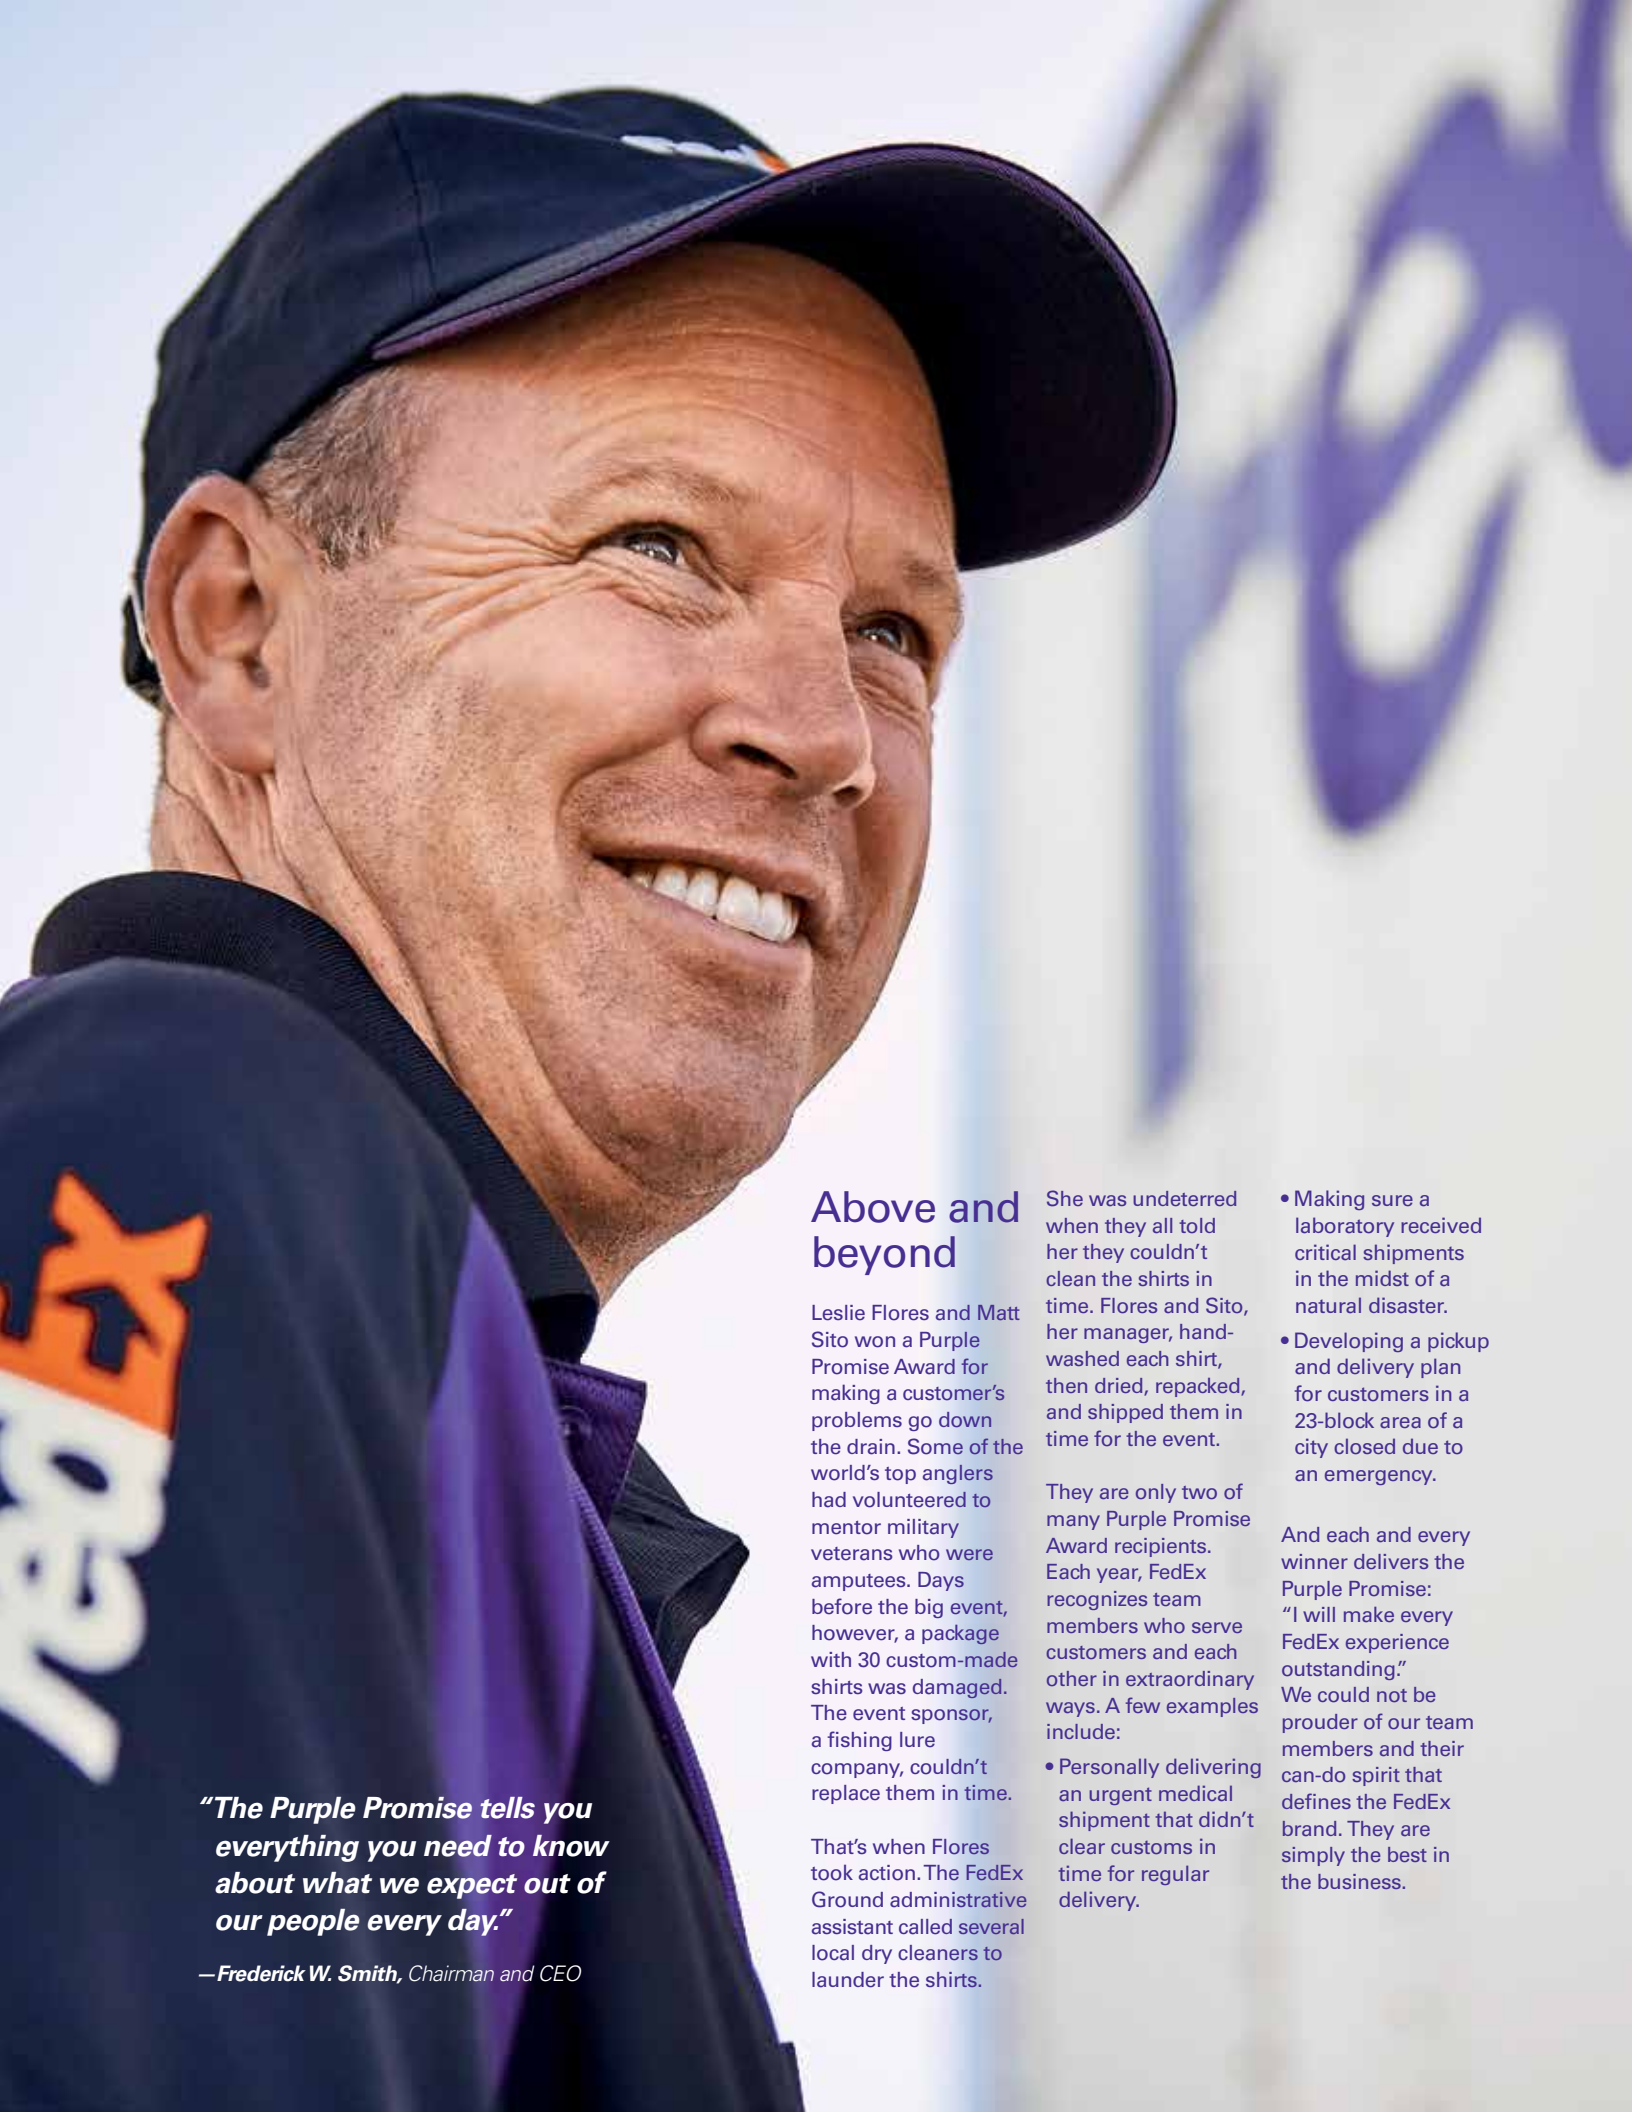 FedEx
Above and
beyond
Leslie Flores and Matt
Sito won a Purple
Promise Award for
making a customer's
problems go down
the drain. Some of the
world's top anglers
had volunteered to
mentor military
veterans who were
amputees. Days
before the big event,
however, a package
with 30 custom-made
shirts was damaged.
The event sponsor,
a fishing lure
company, couldn't
replace them in time.
That's when Flores
took action. The FedEx
Ground administrative
assistant called several
local dry cleaners to
launder the shirts.
She was undeterred
when they all told
her they couldn't
clean the shirts in
time. Flores and Sito,
her manager, hand-
washed each shirt,
then dried, repacked,
and shipped them in
time for the event.
They are only two of
many Purple Promise
Award recipients.
Each year, FedEx
recognizes team
members who serve
customers and each
other in extraordinary
ways. A few examples
include:
• Personally delivering
an urgent medical
shipment that didn't
clear customs in
time for regular
delivery.
• Making sure a
laboratory received
critical shipments
in the midst of a
natural disaster.
• Developing a pickup
and delivery plan
for customers in a
23-block area of a
city closed due to
an emergency.
And each and every
winner delivers the
Purple Promise:
"I will make every
FedEx experience
outstanding."
We could not be
prouder of our team
members and their
can-do spirit that
defines the FedEx
brand. They are
simply the best in
the business.
"The Purple Promise tells you
everything you need to know
about what we expect out of
our people every day."
—Frederick W. Smith, Chairman and CEO